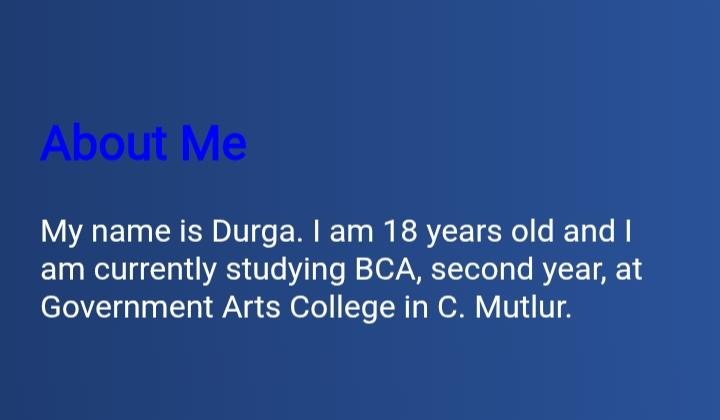 About Me
My name is Durga. I am 18 years old and I
am currently studying BCA, second year, at
Government Arts College in C. Mutlur.